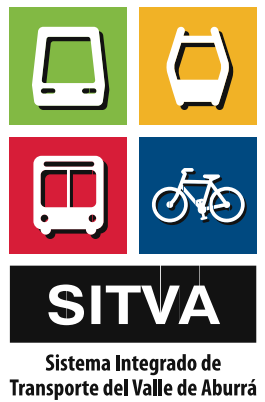 SITVA
Sistema Integrado de
Transporte del Valle de Aburrá